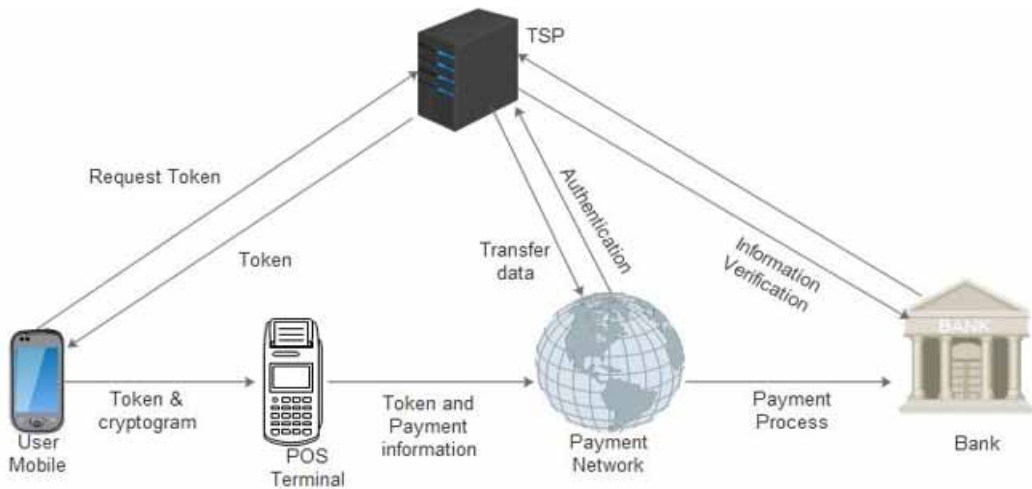 TSP
Request Token
Token
Transfer
data
Authentication
Information
Verification
BANK
Token &
cryptogram
Token and
Payment
information
Payment
Process
User
Mobile
POS
Terminal
Payment
Network
Bank